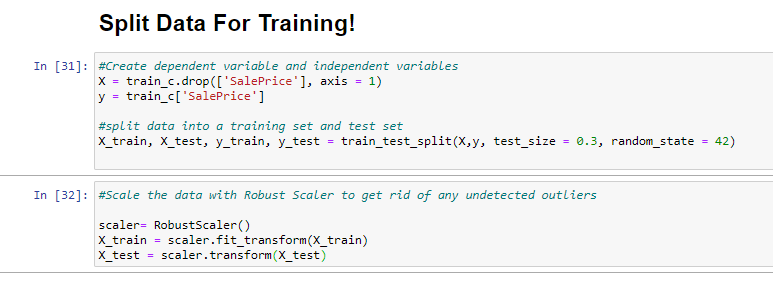 Split Data For Training!
In [31]: #Create dependent variable and independent variables
X = train_c.drop(['SalePrice'], axis = 1)
y = train_c['SalePrice']
#split data into a training set and test set
X_train, X_test, y_train, y_test = train_test_split(X,y, test_size = 0.3, random_state = 42)
In [32]: #Scale the data with Robust Scaler to get rid of any undetected outliers
scaler= RobustScaler()
X_train = scaler.fit_transform(X_train)
X_test = scaler.transform(X_test)